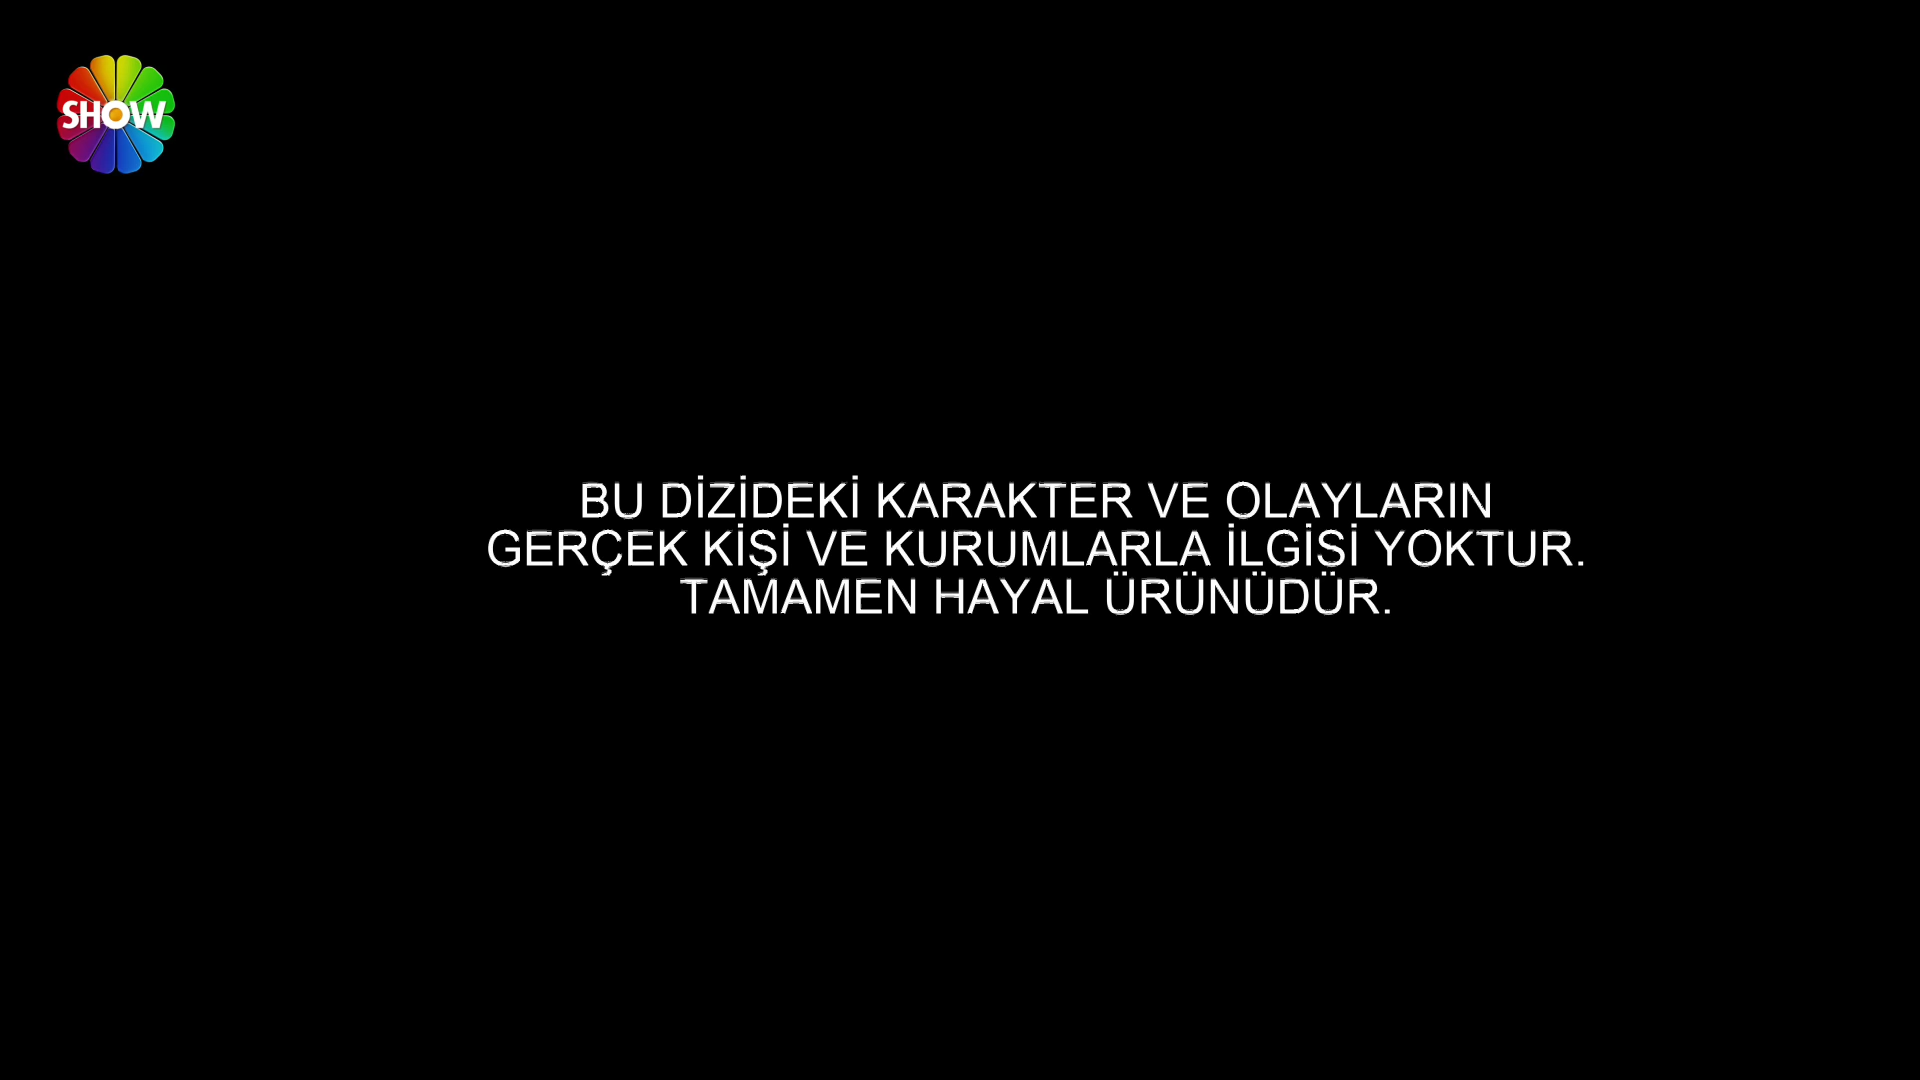 SHOW
BU DİZİDEKİ KARAKTER VE OLAYLARIN
GERÇEK KİŞİ VE KURUMLARLA İLGİSİ YOKTUR.
TAMAMEN HAYAL ÜRÜNÜDÜR.